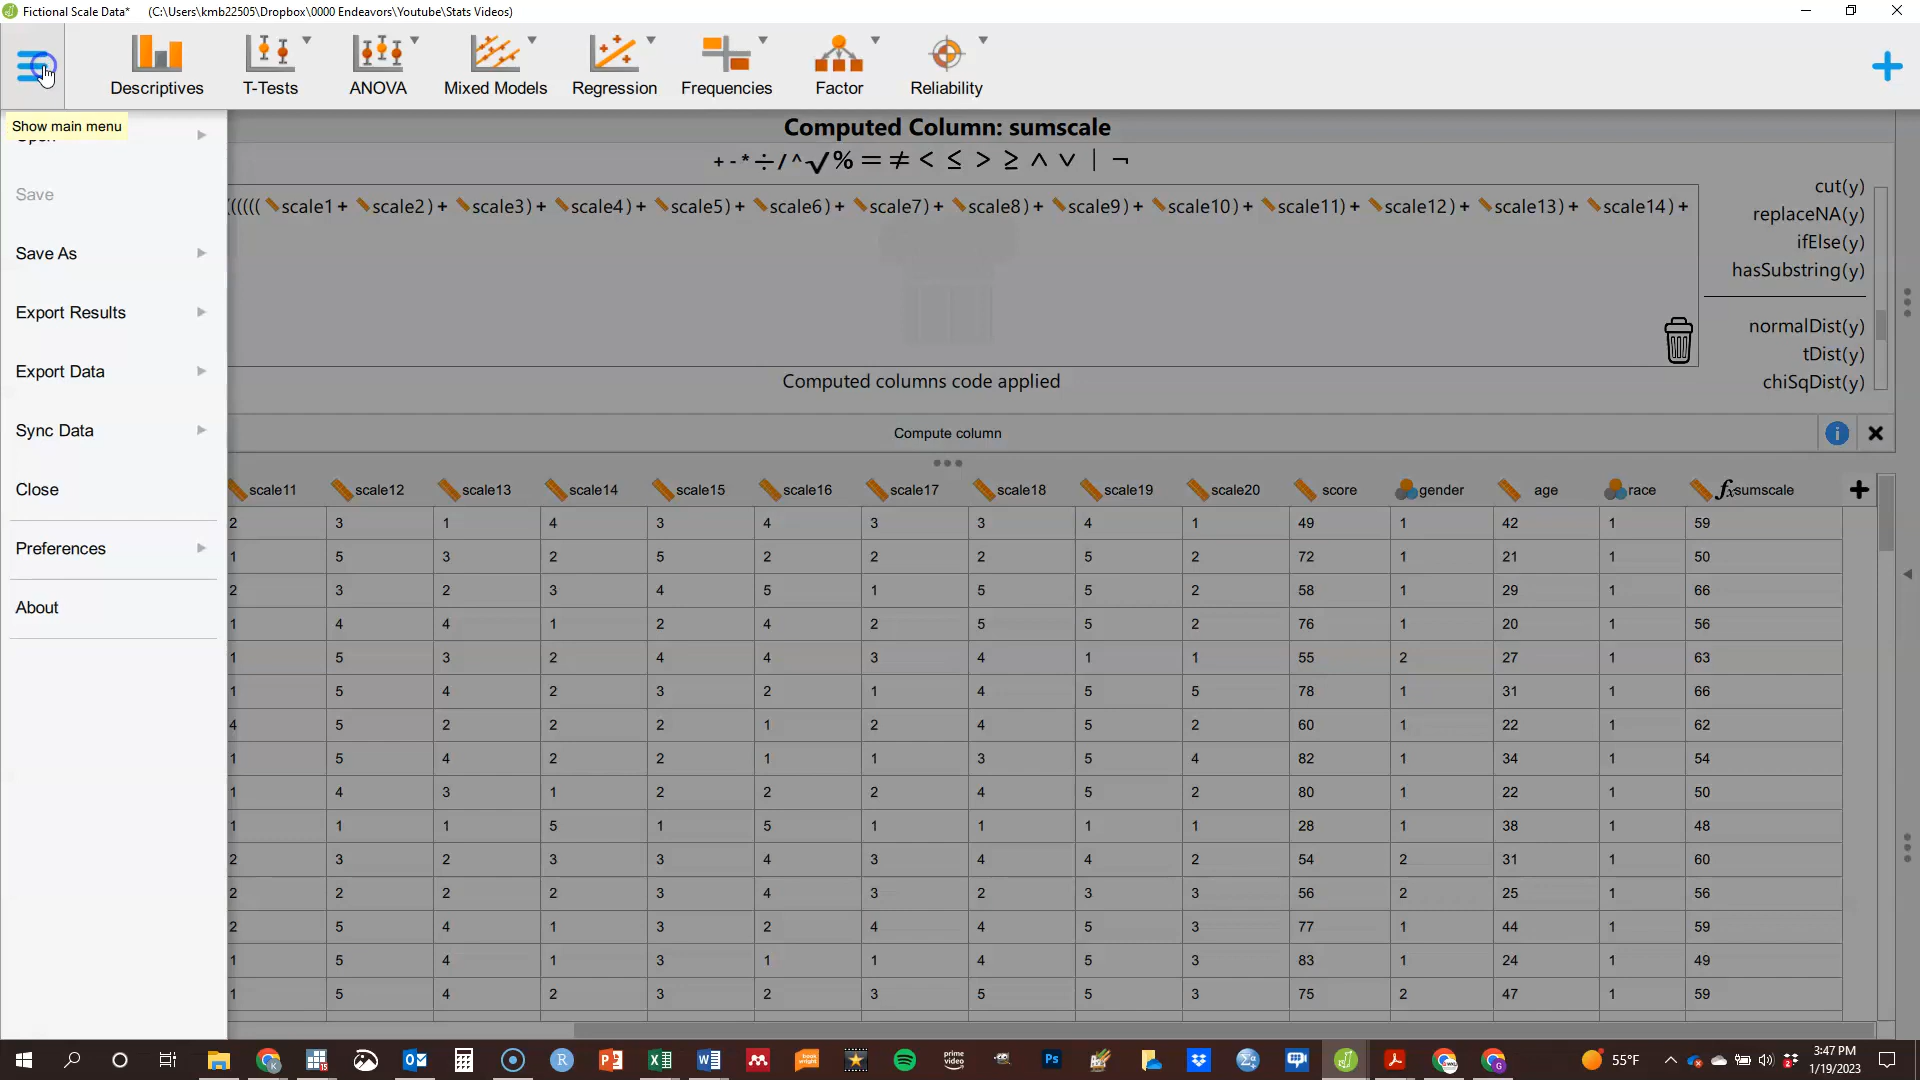 Fictional Scale Data* (C:\Users\kmb22505\Dropbox\0000 Endeavors\Youtube\Stats Videos)
Descriptives T-Tests ANOVA Mixed Models Regression Frequencies Factor Reliability
Show main menu
Save
Save As
Export Results
Export Data
Sync Data
Close
Preferences
About
Computed Column: sumscale
+ - * ÷ / ^ √ % = ≠ < ≤ > ≥ ∧ ∨ | ¬
((((( scale1 + scale2) + scale3) + scale4) + scale5) + scale6) + scale7) + scale8) + scale9) + scale10) + scale11) + scale12) + scale13) + scale14) +
cut(y)
replaceNA(y)
ifElse(y)
hasSubstring(y)
normalDist(y)
tDist(y)
chiSqDist(y)
Computed columns code applied
Compute column
scale11 scale12 scale13 scale14 scale15 scale16 scale17 scale18 scale19 scale20 score gender age race fx sumscale
2 3 1 4 3 4 3 3 4 1 49 1 42 1 59
1 5 3 2 5 2 2 2 5 2 72 1 21 1 50
2 3 2 3 4 5 1 5 5 2 58 1 29 1 66
1 4 4 1 2 4 2 5 5 2 76 1 20 1 56
1 5 3 2 4 4 3 4 1 1 55 2 27 1 63
1 5 4 2 3 2 1 4 5 5 78 1 31 1 66
4 5 2 2 2 1 2 4 5 2 60 1 22 1 62
1 5 4 2 2 1 1 3 5 4 82 1 34 1 54
1 4 3 1 2 2 2 4 5 2 80 1 22 1 50
1 1 1 5 1 5 1 1 1 1 28 1 38 1 48
2 3 2 3 3 4 3 4 4 2 54 2 31 1 60
2 2 2 2 3 4 3 2 3 3 56 2 25 1 56
2 5 4 1 3 2 4 4 5 3 77 1 44 1 59
1 5 4 1 3 1 1 4 5 3 83 1 24 1 49
1 5 4 2 3 2 3 5 5 3 75 2 47 1 59
55°F
3:47 PM
1/19/2023